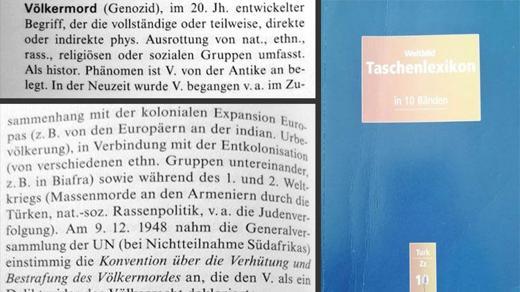 Völkermord (Genozid), im 20. Jh. entwickelter
Begriff, der die vollständige oder teilweise, direkte
oder indirekte phys. Ausrottung von nat., ethn.,
rass., religiösen oder sozialen Gruppen umfasst.
Als histor. Phänomen ist V. von der Antike an be-
legt. In der Neuzeit wurde V. begangen v. a. im Zu-
sammenhang mit der kolonialen Expansion Euro-
pas (z. B. von den Europäern an der indian. Urbe-
völkerung), in Verbindung mit der Entkolonisation
(von verschiedenen ethn. Gruppen untereinander,
z. B. in Biafra) sowie während des 1. und 2. Welt-
kriegs (Massenmorde an den Armeniern durch die
Türken, nat.-soz. Rassenpolitik, v. a. die Judenver-
folgung). Am 9. 12. 1948 nahm die Generalver-
sammlung der UN (bei Nichtteilnahme Südafrikas)
einstimmig die Konvention über die Verhütung und
Bestrafung des Völkermordes an, die den V. als ein
Weltbild
Taschenlexikon
in 10 Bänden
Turk
Zz
10